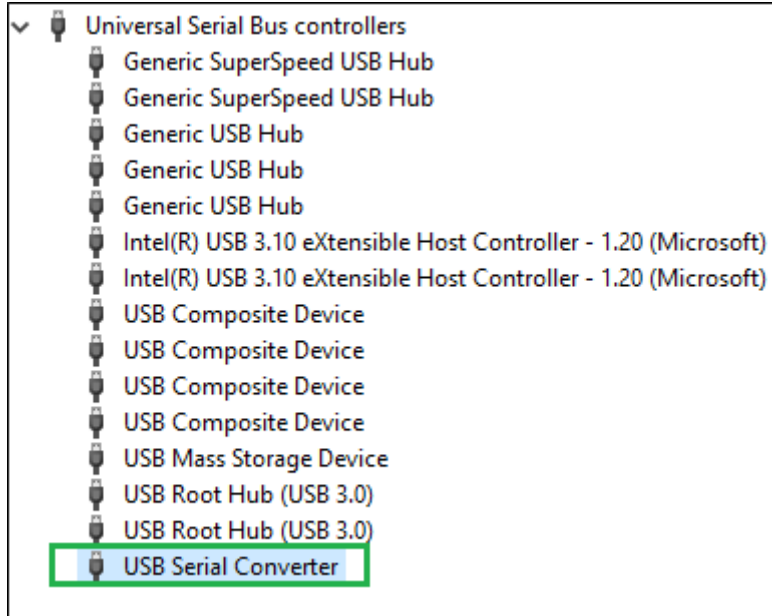 Universal Serial Bus controllers
Generic SuperSpeed USB Hub
Generic SuperSpeed USB Hub
Generic USB Hub
Generic USB Hub
Generic USB Hub
Intel(R) USB 3.10 eXtensible Host Controller - 1.20 (Microsoft)
Intel(R) USB 3.10 eXtensible Host Controller - 1.20 (Microsoft)
USB Composite Device
USB Composite Device
USB Composite Device
USB Composite Device
USB Mass Storage Device
USB Root Hub (USB 3.0)
USB Root Hub (USB 3.0)
USB Serial Converter